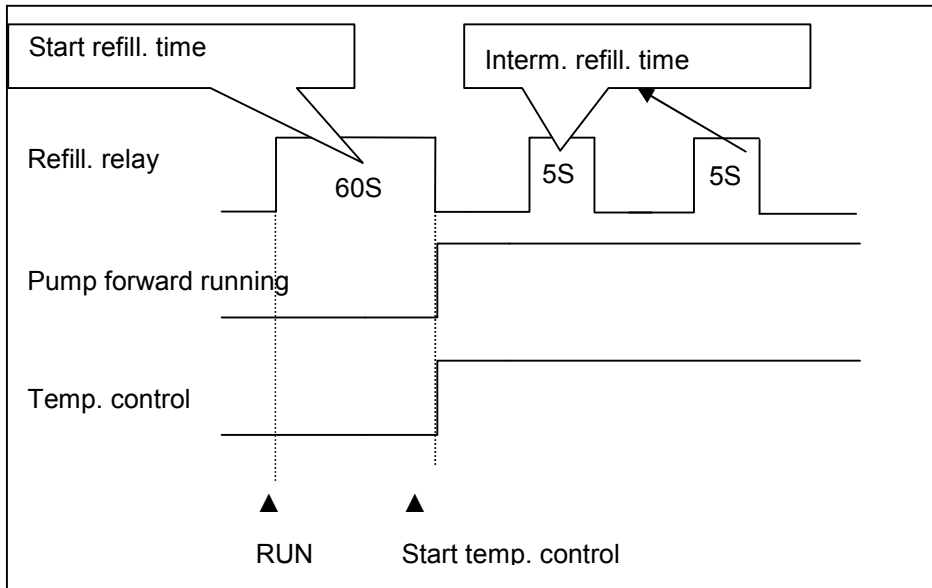 Start refill. time
Interm. refill. time
Refill. relay
60S
5S
5S
Pump forward running
Temp. control
RUN
Start temp. control